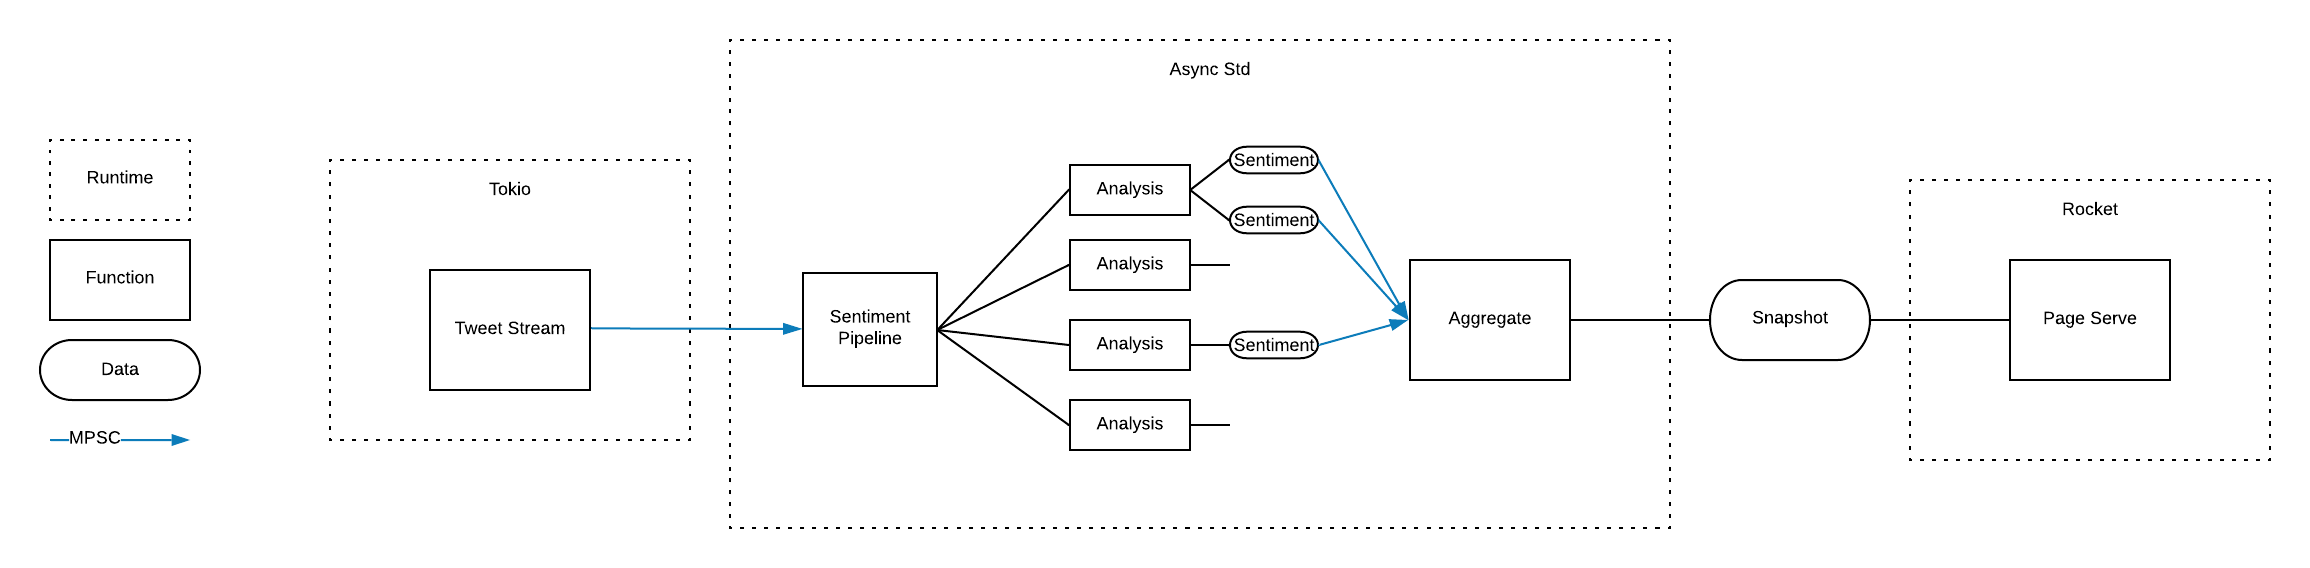 Runtime
Function
Data
MPSC
Tokio
Tweet Stream
Async Std
Sentiment
Pipeline
Analysis
Analysis
Analysis
Analysis
Sentiment
Sentiment
Sentiment
Aggregate
Snapshot
Rocket
Page Serve